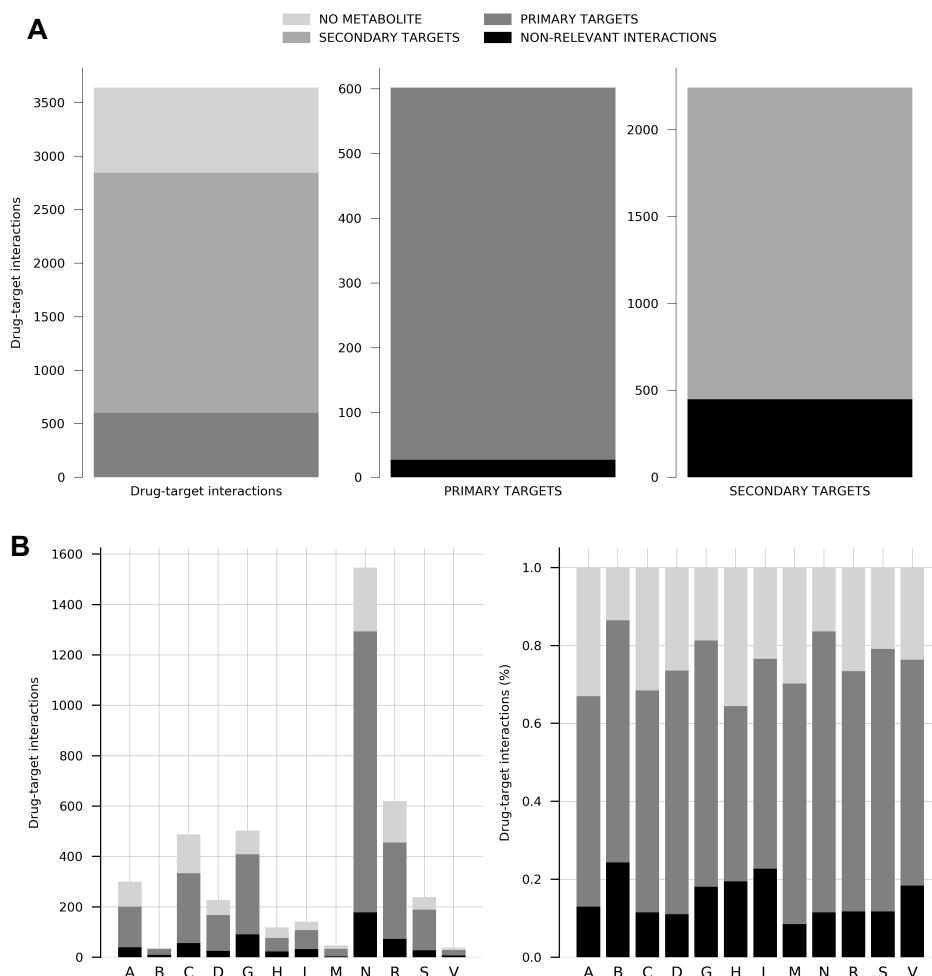 A
NO METABOLITE
SECONDARY TARGETS
PRIMARY TARGETS
NON-RELEVANT INTERACTIONS
Drug-target interactions
3500
3000
2500
2000
1500
1000
500
0
Drug-target interactions
600
500
400
300
200
100
0
PRIMARY TARGETS
2000
1500
1000
500
0
SECONDARY TARGETS
B
Drug-target interactions
1600
1400
1200
1000
800
600
400
200
0
A B C D G H L M N R S V
Drug-target interactions (%)
1.0
0.8
0.6
0.4
0.2
0.0
A B C D G H L M N R S V